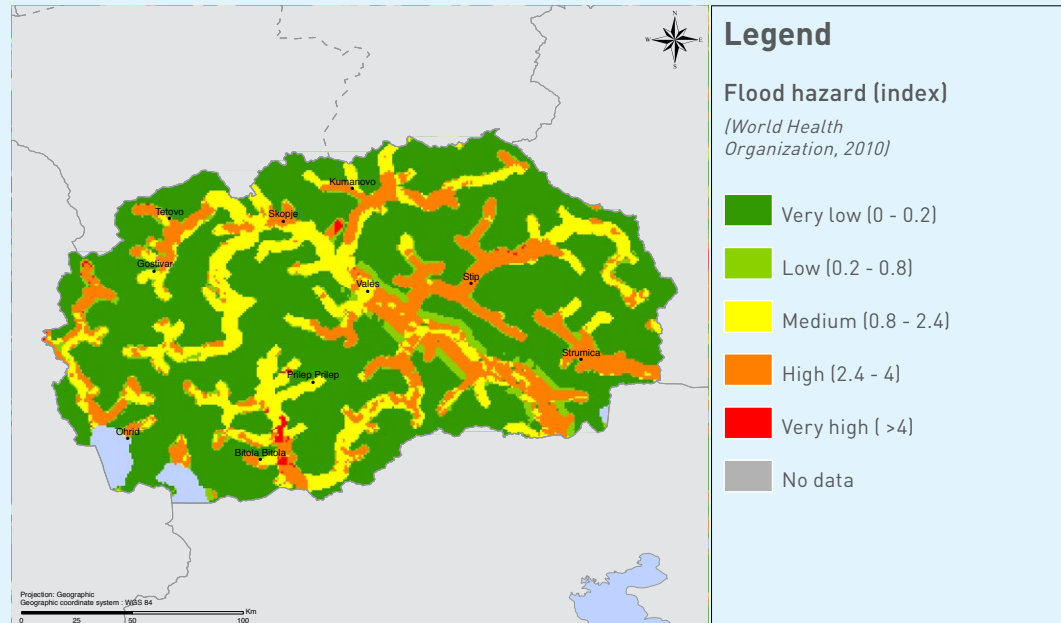 N
W E
S
Kumanovo
Tetovo
Skopje
Gostivar
Vales
Stip
Strumica
Prilep Prilep
Ohrid
Bitola Bitola
Projection: Geographic
Geographic coordinate system : WGS 84
Km
0 25 50 100
Legend
Flood hazard (index)
(World Health
Organization, 2010)
Very low (0 - 0.2)
Low (0.2 - 0.8)
Medium (0.8 - 2.4)
High (2.4 - 4)
Very high ( >4)
No data